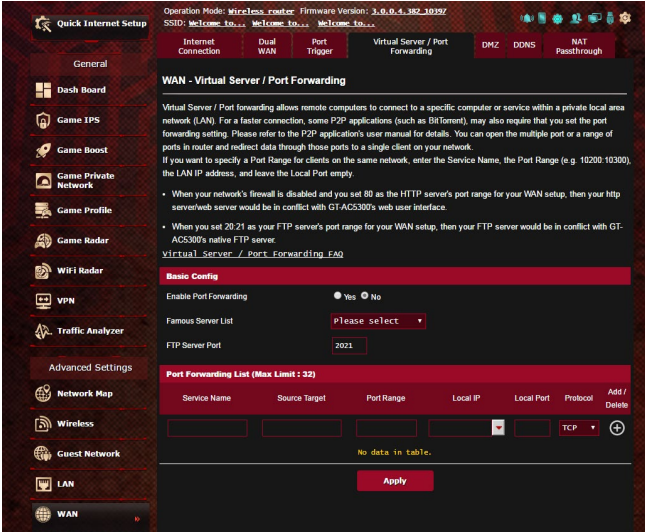 Quick Internet Setup
Operation Mode: Wireless router Firmware Version: 3.0.0.4.382_10397
SSID: Welcome to... Welcome to... Welcome to...
Internet Connection
Dual WAN
Port Trigger
Virtual Server / Port Forwarding
DMZ
DDNS
NAT Passthrough
General
Dash Board
Game IPS
Game Boost
Game Private Network
Game Profile
Game Radar
WiFi Radar
VPN
Traffic Analyzer
Advanced Settings
Network Map
Wireless
Guest Network
LAN
WAN
WAN - Virtual Server / Port Forwarding
Virtual Server / Port forwarding allows remote computers to connect to a specific computer or service within a private local area
network (LAN). For a faster connection, some P2P applications (such as BitTorrent), may also require that you set the port
forwarding setting. Please refer to the P2P application's user manual for details. You can open the multiple port or a range of
ports in router and redirect data through those ports to a single client on your network.
If you want to specify a Port Range for clients on the same network, enter the Service Name, the Port Range (e.g. 10200:10300),
the LAN IP address, and leave the Local Port empty.
• When your network's firewall is disabled and you set 80 as the HTTP server's port range for your WAN setup, then your http
server/web server would be in conflict with GT-AC5300's web user interface.
• When you set 20:21 as your FTP server's port range for your WAN setup, then your FTP server would be in conflict with GT-
AC5300's native FTP server.
Virtual Server / Port Forwarding FAQ
Basic Config
Enable Port Forwarding Yes No
Famous Server List Please select
FTP Server Port 2021
Port Forwarding List (Max Limit : 32)
Service Name Source Target Port Range Local IP Local Port Protocol Add / Delete
TCP
No data in table.
Apply